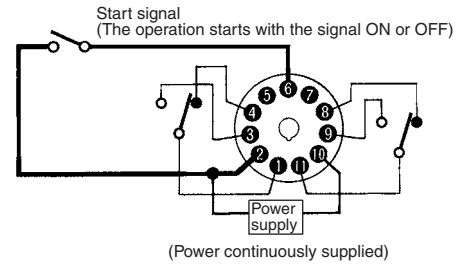 Start signal
(The operation starts with the signal ON or OFF)
6
5 7
4 8
3 9
2 10
1 11
Power
supply
(Power continuously supplied)